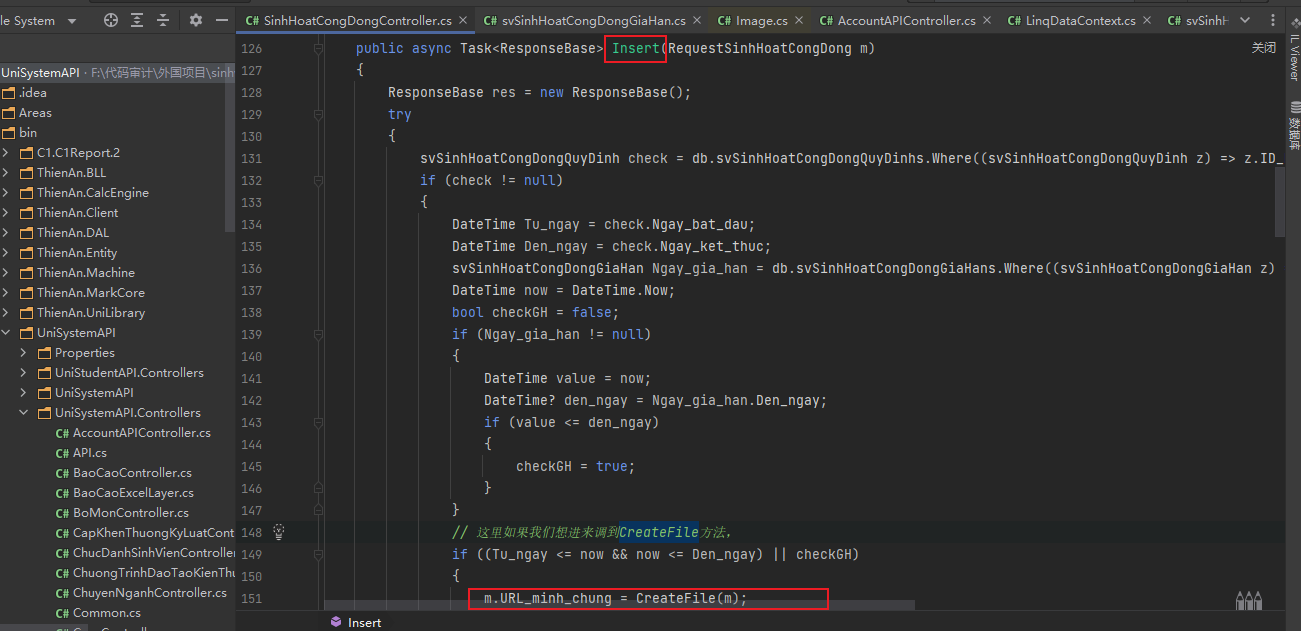 le System
SinhHoatCongDongController.cs
svSinhHoatCongDongGiaHan.cs
Image.cs
AccountAPIController.cs
LinqDataContext.cs
svSinhH
关闭
IL Viewer
数据库
UniSystemAPI · F:\代码审计\外国项目\sinh
.idea
Areas
bin
C1.C1Report.2
ThienAn.BLL
ThienAn.CalcEngine
ThienAn.Client
ThienAn.DAL
ThienAn.Entity
ThienAn.Machine
ThienAn.MarkCore
ThienAn.UniLibrary
UniSystemAPI
Properties
UniStudentAPI.Controllers
UniSystemAPI
UniSystemAPI.Controllers
C# AccountAPIController.cs
C# API.cs
C# BaoCaoController.cs
C# BaoCaoExcelLayer.cs
C# BoMonController.cs
C# CapKhenThuongKyLuatCont
C# ChucDanhSinhVienController
C# ChuongTrinhDaoTaoKienThu
C# ChuyenNganhController.cs
C# Common.cs
126 public async Task<ResponseBase> Insert(RequestSinhHoatCongDong m)
127 {
128 ResponseBase res = new ResponseBase();
129 try
130 {
131 svSinhHoatCongDongQuyDinh check = db.svSinhHoatCongDongQuyDinhs.Where((svSinhHoatCongDongQuyDinh z) => z.ID_
132 if (check != null)
133 {
134 DateTime Tu_ngay = check.Ngay_bat_dau;
135 DateTime Den_ngay = check.Ngay_ket_thuc;
136 svSinhHoatCongDongGiaHan Ngay_gia_han = db.svSinhHoatCongDongGiaHans.Where((svSinhHoatCongDongGiaHan z)
137 DateTime now = DateTime.Now;
138 bool checkGH = false;
139 if (Ngay_gia_han != null)
140 {
141 DateTime value = now;
142 DateTime? den_ngay = Ngay_gia_han.Den_ngay;
143 if (value <= den_ngay)
144 {
145 checkGH = true;
146 }
147 }
148 // 这里如果我们想进来调到CreateFile方法，
149 if ((Tu_ngay <= now && now <= Den_ngay) || checkGH)
150 {
151 m.URL_minh_chung = CreateFile(m);
Insert